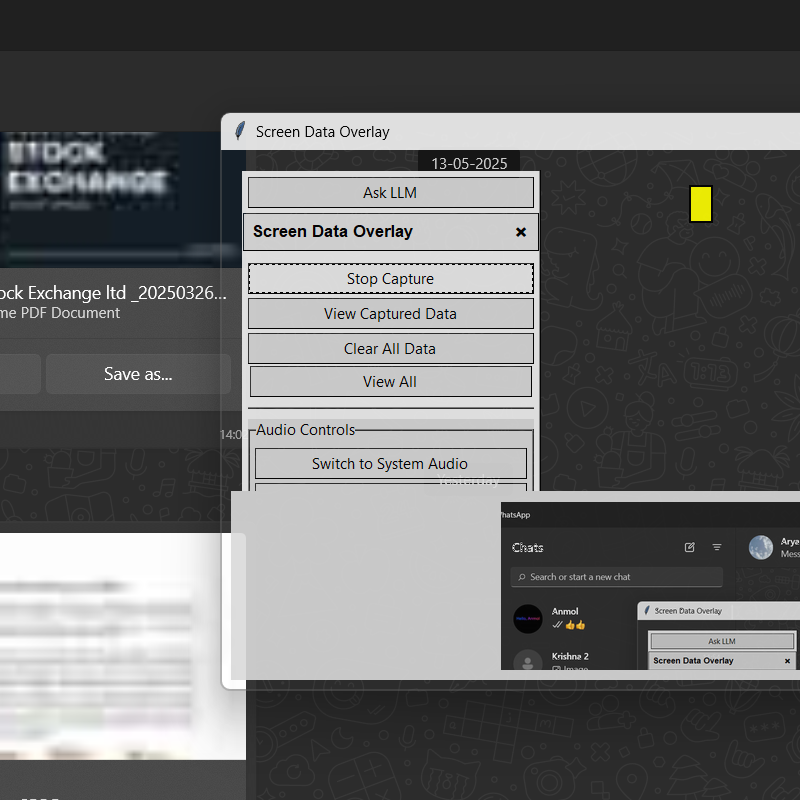 STOCK
EXCHANGE
Screen Data Overlay
13-05-2025
Ask LLM
Screen Data Overlay ×
Stop Capture
ock Exchange ltd _20250326...
me PDF Document
View Captured Data
Clear All Data
Save as...
View All
Audio Controls
14:0
Switch to System Audio
Yesterday
hatsApp
Chats
Arya
Mess
Search or start a new chat
Anmol
👍👍
Screen Data Overlay
Ask LLM
Krishna 2
Image
Screen Data Overlay ×